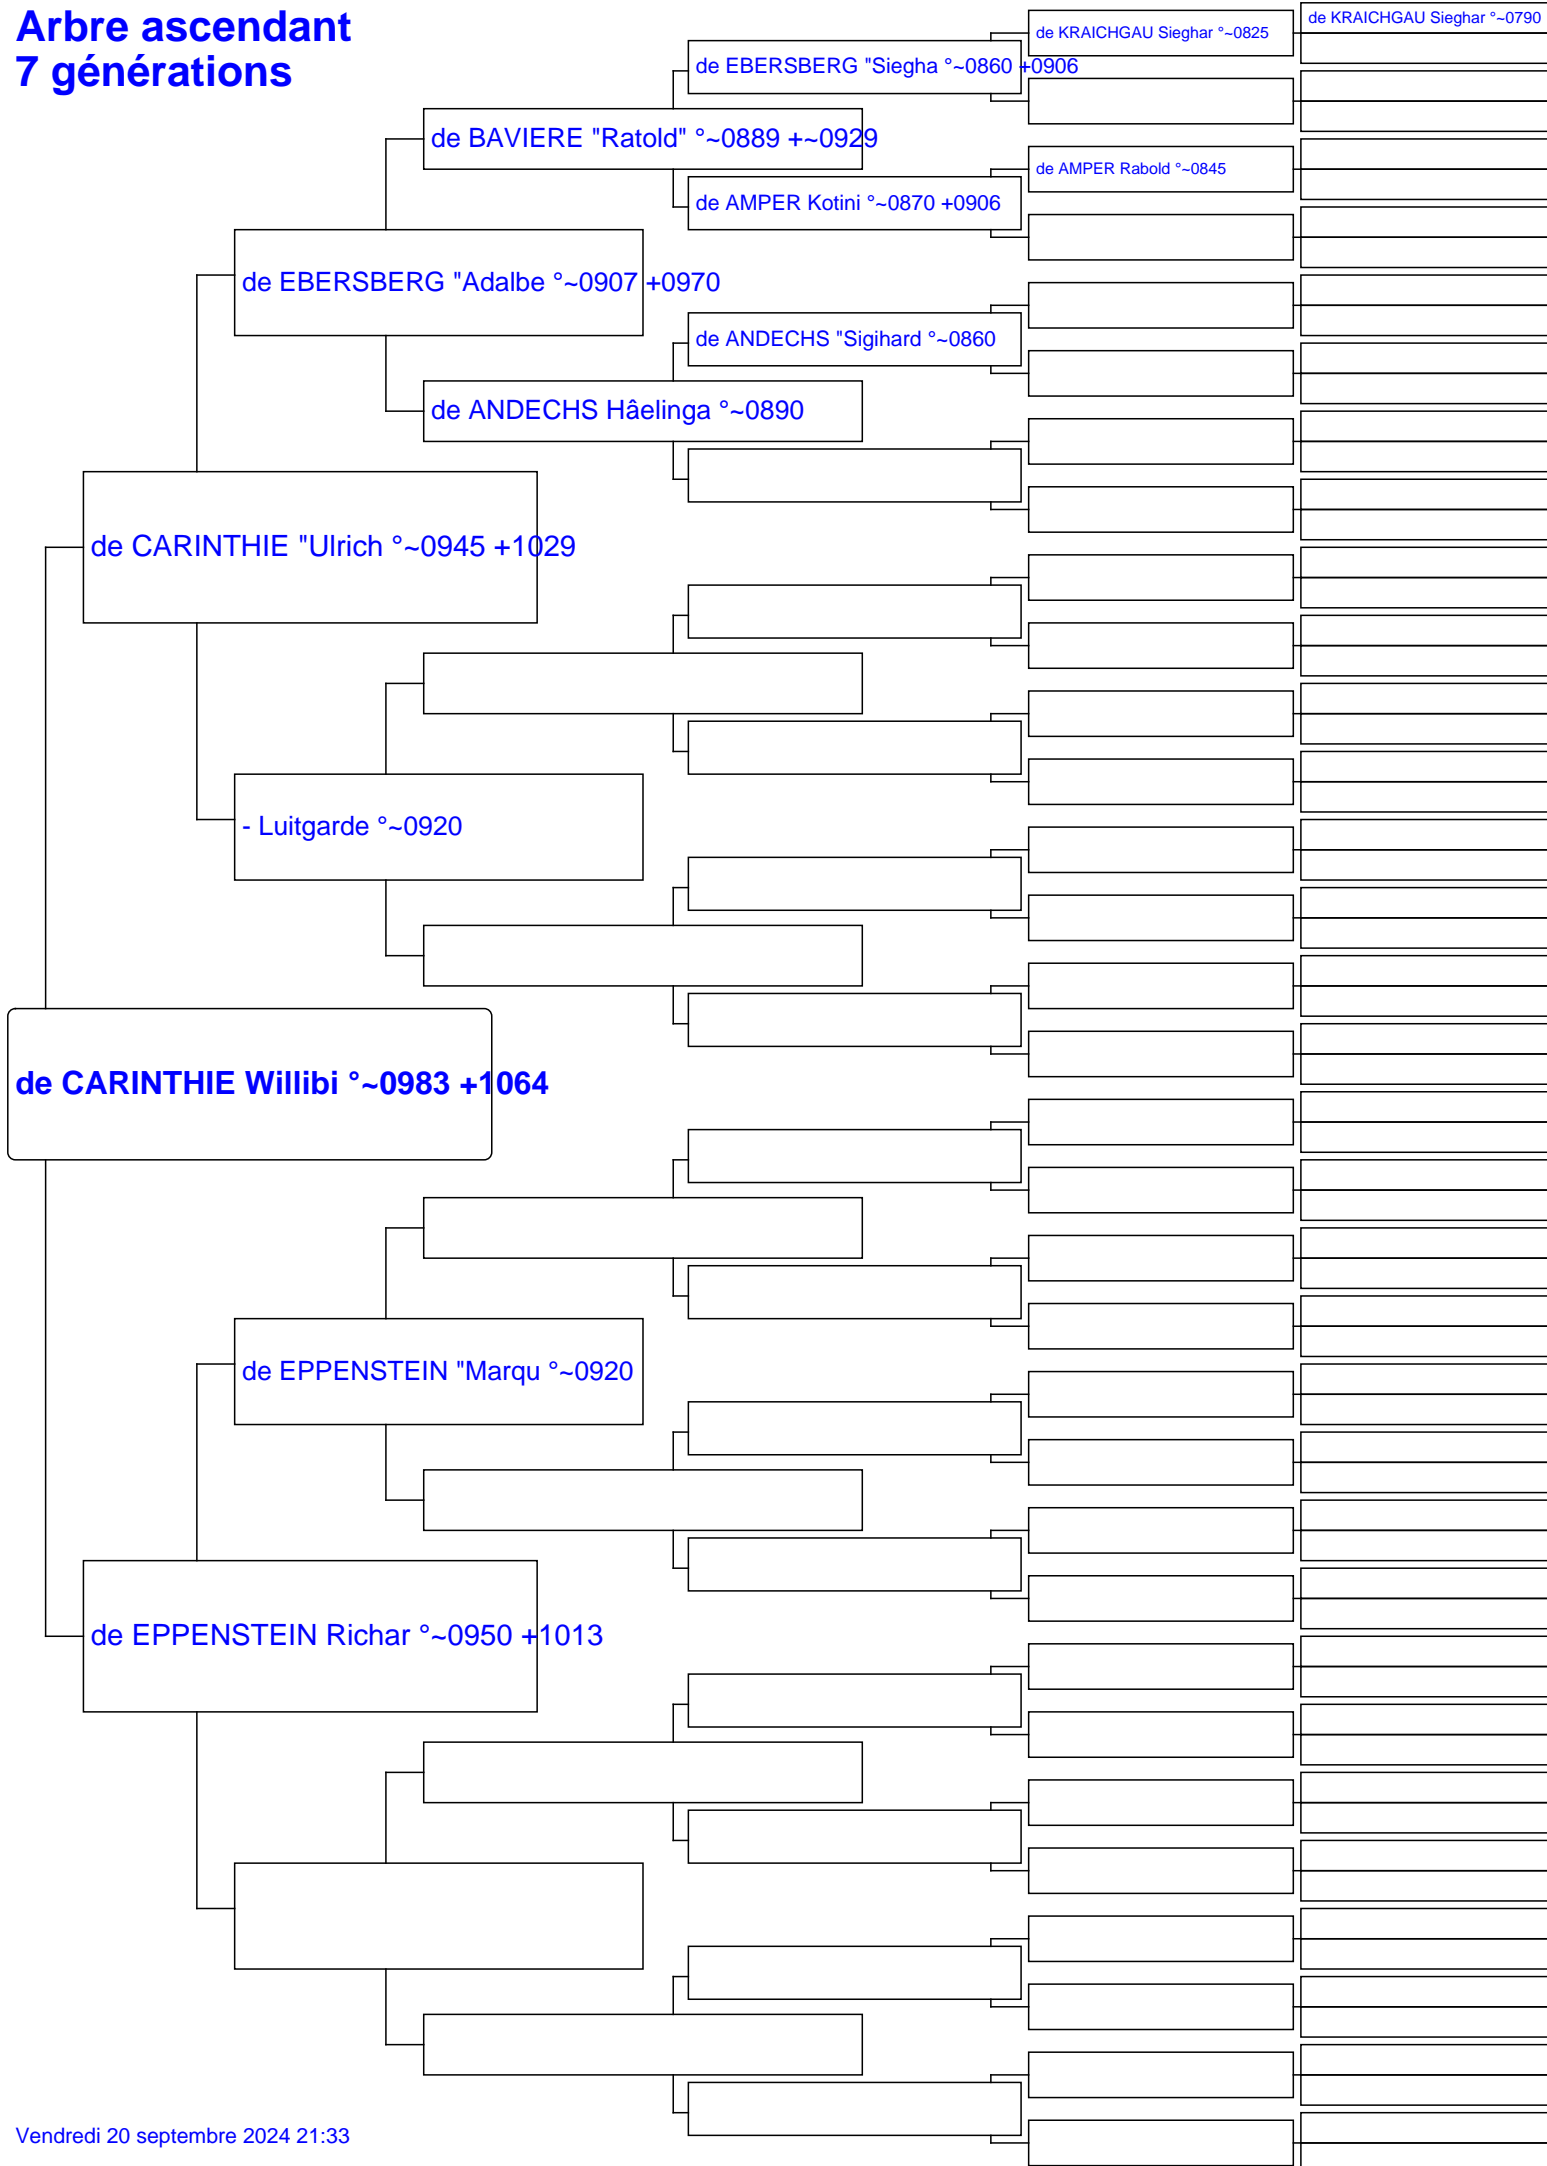 Arbre ascendant
7 générations
de KRAICHGAU Sieghar °~0790
de KRAICHGAU Sieghar °~0825
de EBERSBERG "Siegha °~0860 +0906
de BAVIERE "Ratold" °~0889 +~0929
de AMPER Rabold °~0845
de AMPER Kotini °~0870 +0906
de EBERSBERG "Adalbe °~0907 +0970
de ANDECHS "Sigihard °~0860
de ANDECHS Hâelinga °~0890
de CARINTHIE "Ulrich °~0945 +1029
- Luitgarde °~0920
de CARINTHIE Willibi °~0983 +1064
de EPPENSTEIN "Marqu °~0920
de EPPENSTEIN Richar °~0950 +1013
Vendredi 20 septembre 2024 21:33